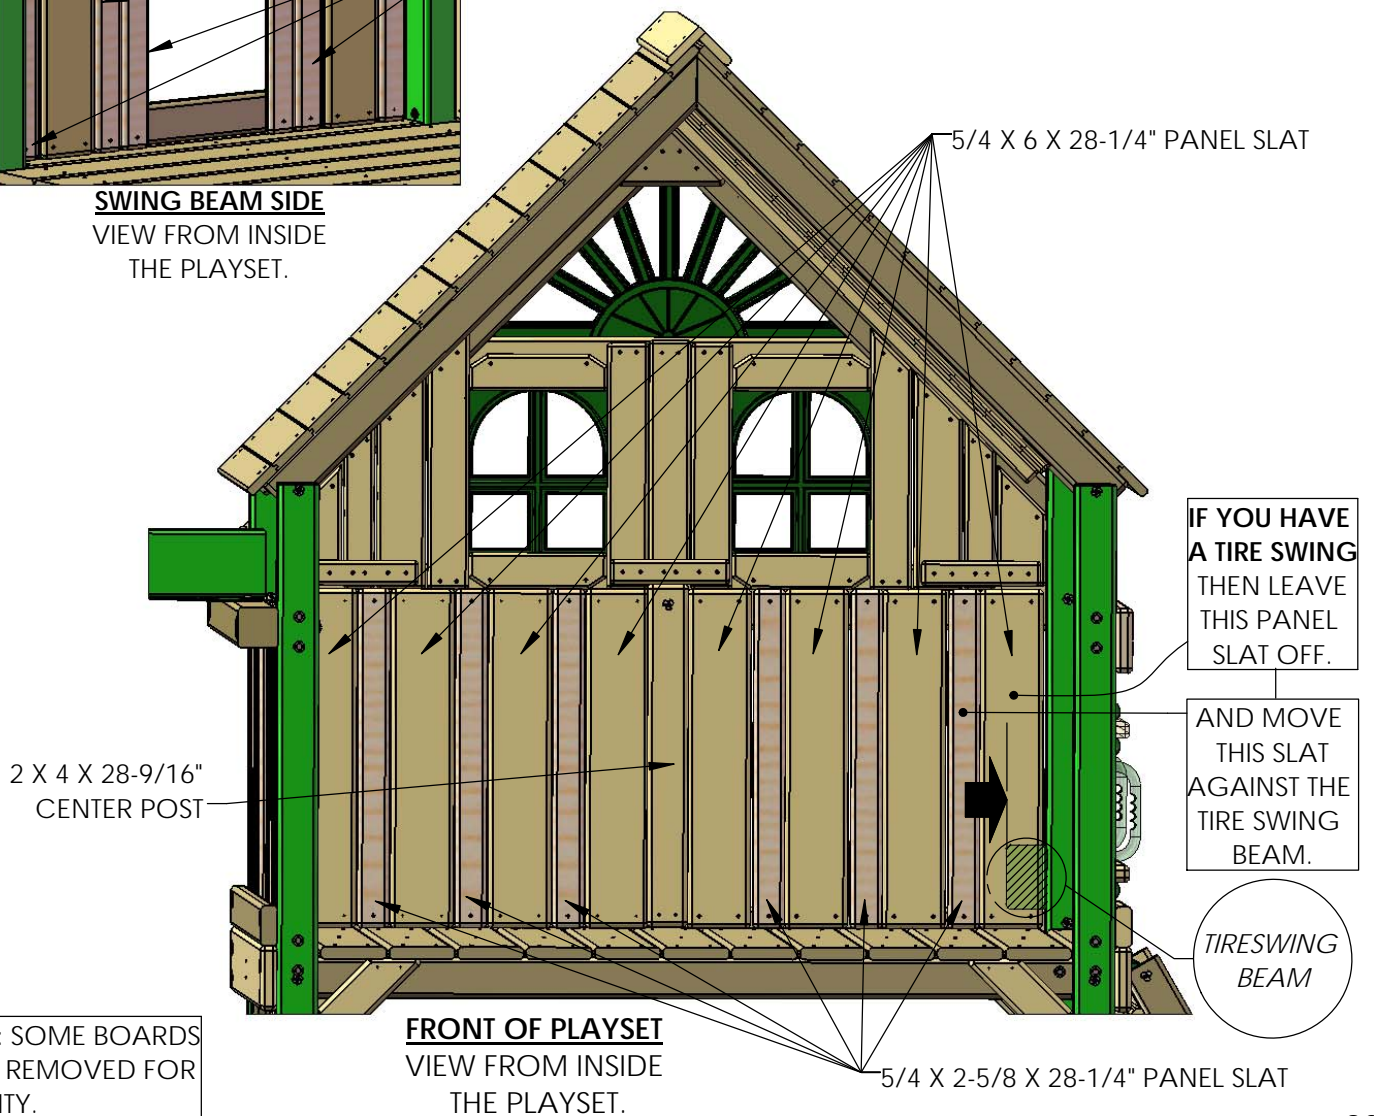 SWING BEAM SIDE
VIEW FROM INSIDE
THE PLAYSET.
5/4 X 6 X 28-1/4" PANEL SLAT
IF YOU HAVE
A TIRE SWING
THEN LEAVE
THIS PANEL
SLAT OFF.
AND MOVE
THIS SLAT
AGAINST THE
TIRE SWING
BEAM.
2 X 4 X 28-9/16"
CENTER POST
TIRESWING
BEAM
: SOME BOARDS
REMOVED FOR
FRONT OF PLAYSET
VIEW FROM INSIDE
THE PLAYSET.
5/4 X 2-5/8 X 28-1/4" PANEL SLAT